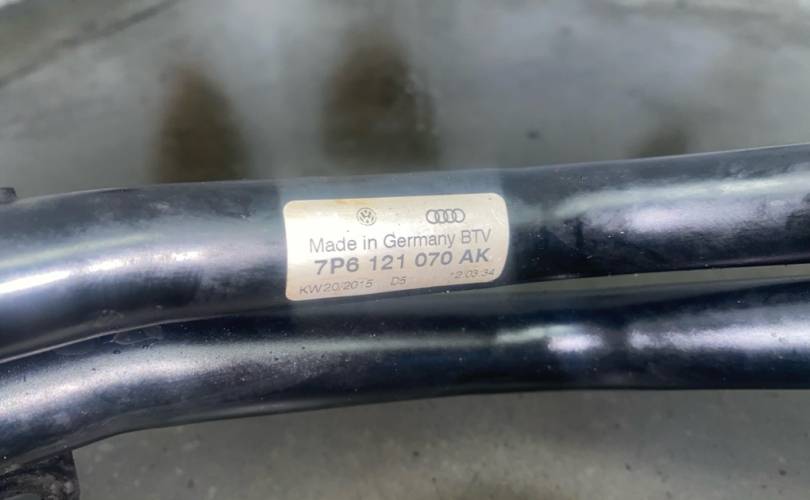 Made in Germany BTV
7P6 121 070 AK
KW20/2015 D5 12:03:34